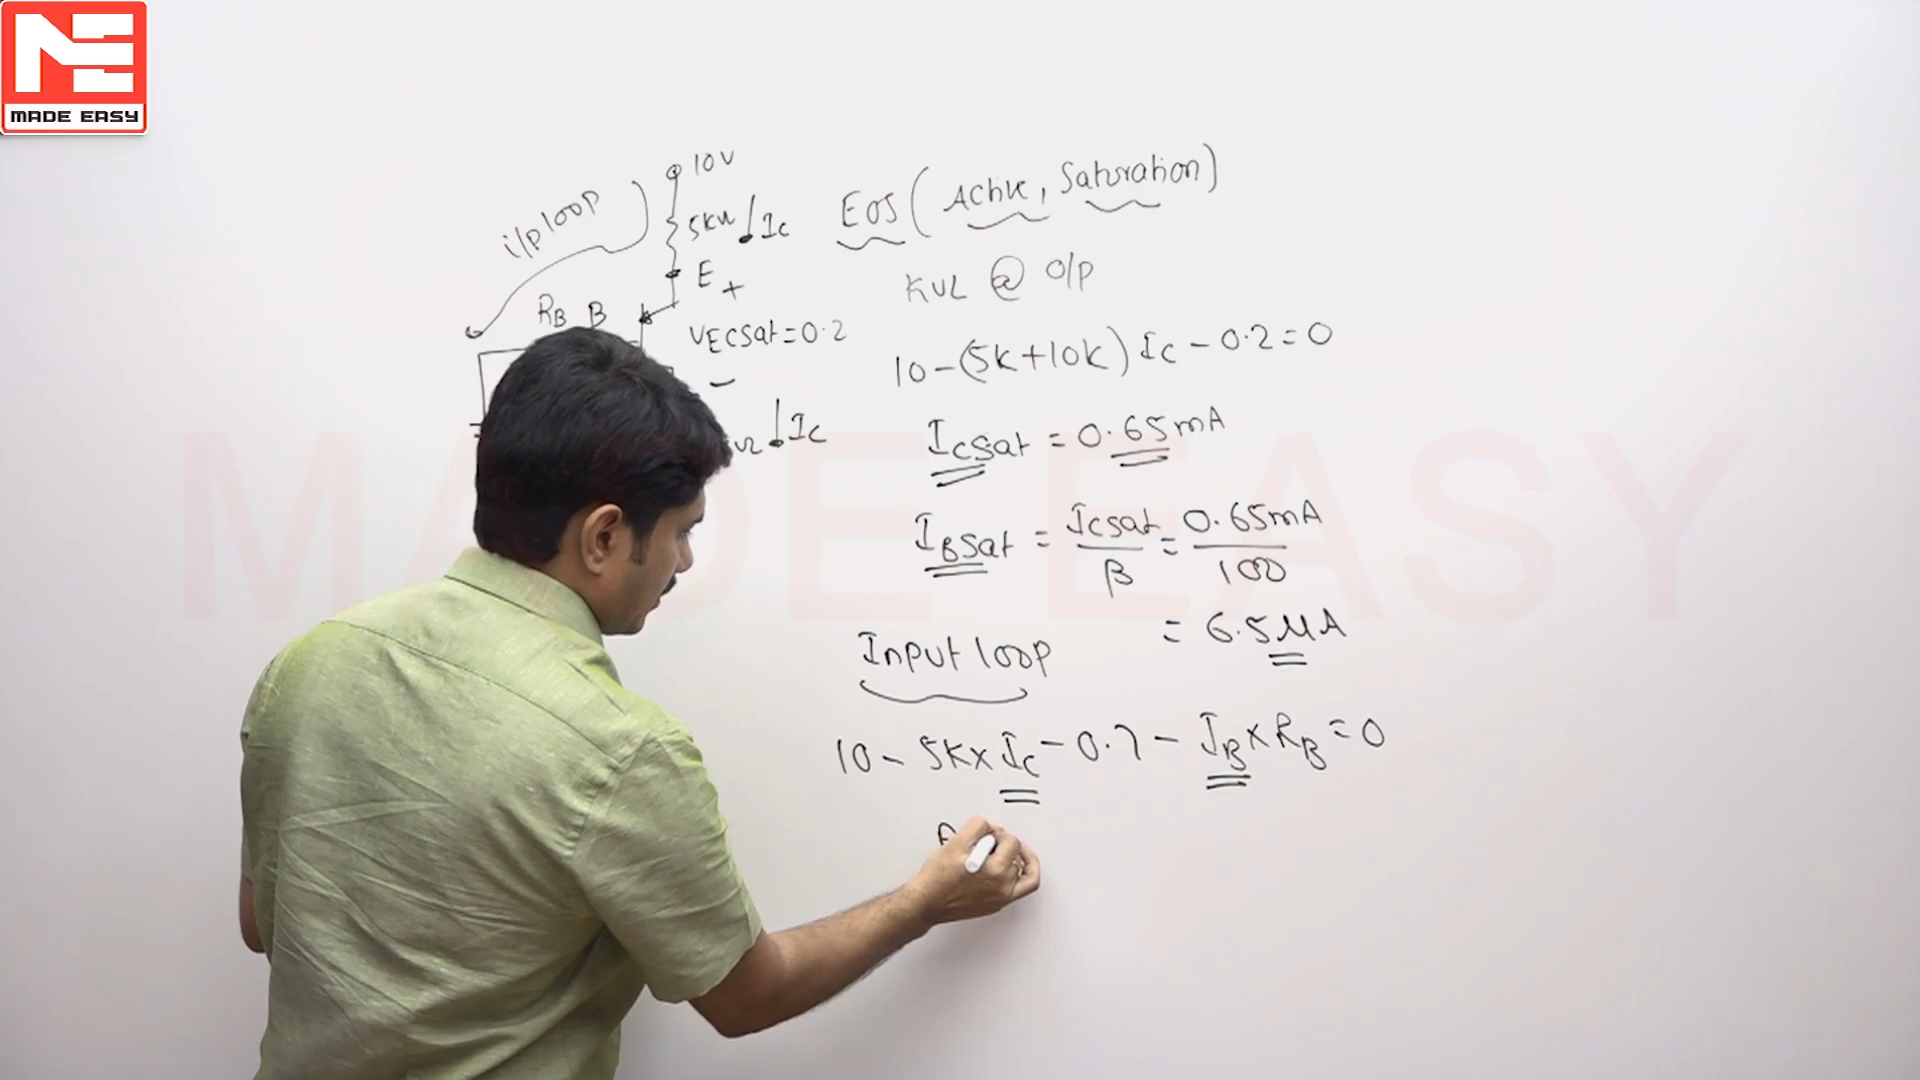 MADE EASY
10V
i/p loop
5kΩ Ic
EOS (Active, Saturation)
E
+
KVL @ O/P
RB B
VECSat=0.2
-
10-(5K+10K) Ic - 0.2=0
Ic
ICSat = 0.65mA
IBSat = ICSat/β = 0.65mA/100
= 6.5μA
Input loop
10 - 5K× Ic - 0.7 - IB×RB=0
MADE EASY